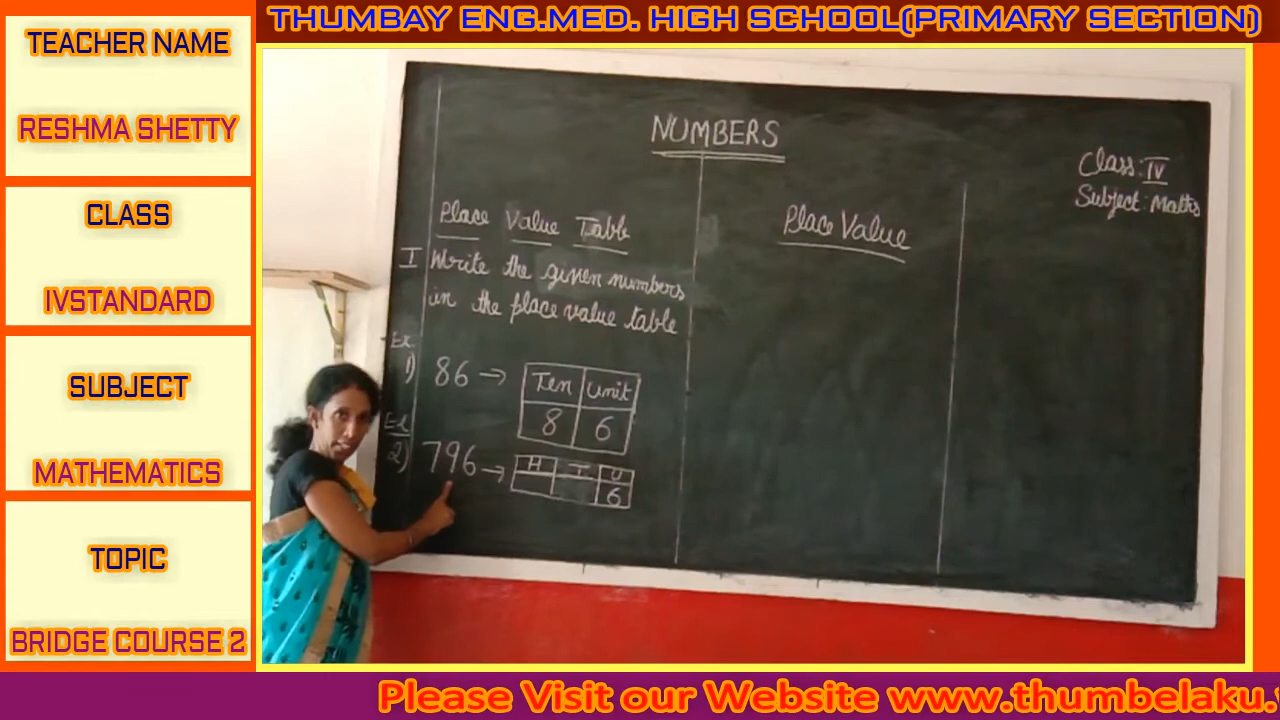 THUMBAY ENG.MED. HIGH SCHOOL(PRIMARY SECTION)
TEACHER NAME
RESHMA SHETTY
CLASS
IVSTANDARD
SUBJECT
MATHEMATICS
TOPIC
BRIDGE COURSE 2
NUMBERS
Class: IV
Subject: Maths
Place Value Table
I Write the given numbers
in the place value table
Ex
1) 86 →
Ten Unit
8 6
2) 796 →
H T U
6
Place Value
Please Visit our Website www.thumbelaku.